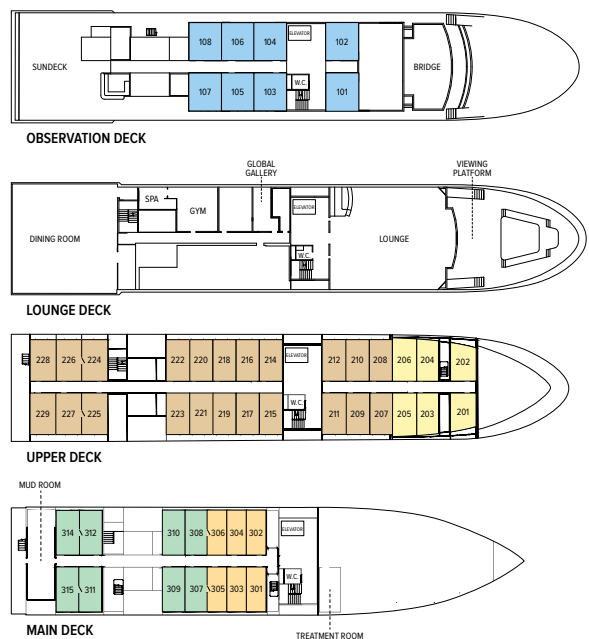 108 106 104 ELEVATOR 102
SUNDECK BRIDGE
W.C.
107 105 103 101
OBSERVATION DECK
GLOBAL
GALLERY
VIEWING
PLATFORM
SPA
GYM
ELEVATOR
DINING ROOM LOUNGE
W.C.
LOUNGE DECK
228 226 224 222 220 218 216 214 ELEVATOR 212 210 208 206 204 202
W.C.
229 227 225 223 221 219 217 215 211 209 207 205 203 201
UPPER DECK
MUD ROOM
314 312 310 308 306 304 302 ELEVATOR
W.C.
315 311 309 307 305 303 301
MAIN DECK
TREATMENT ROOM